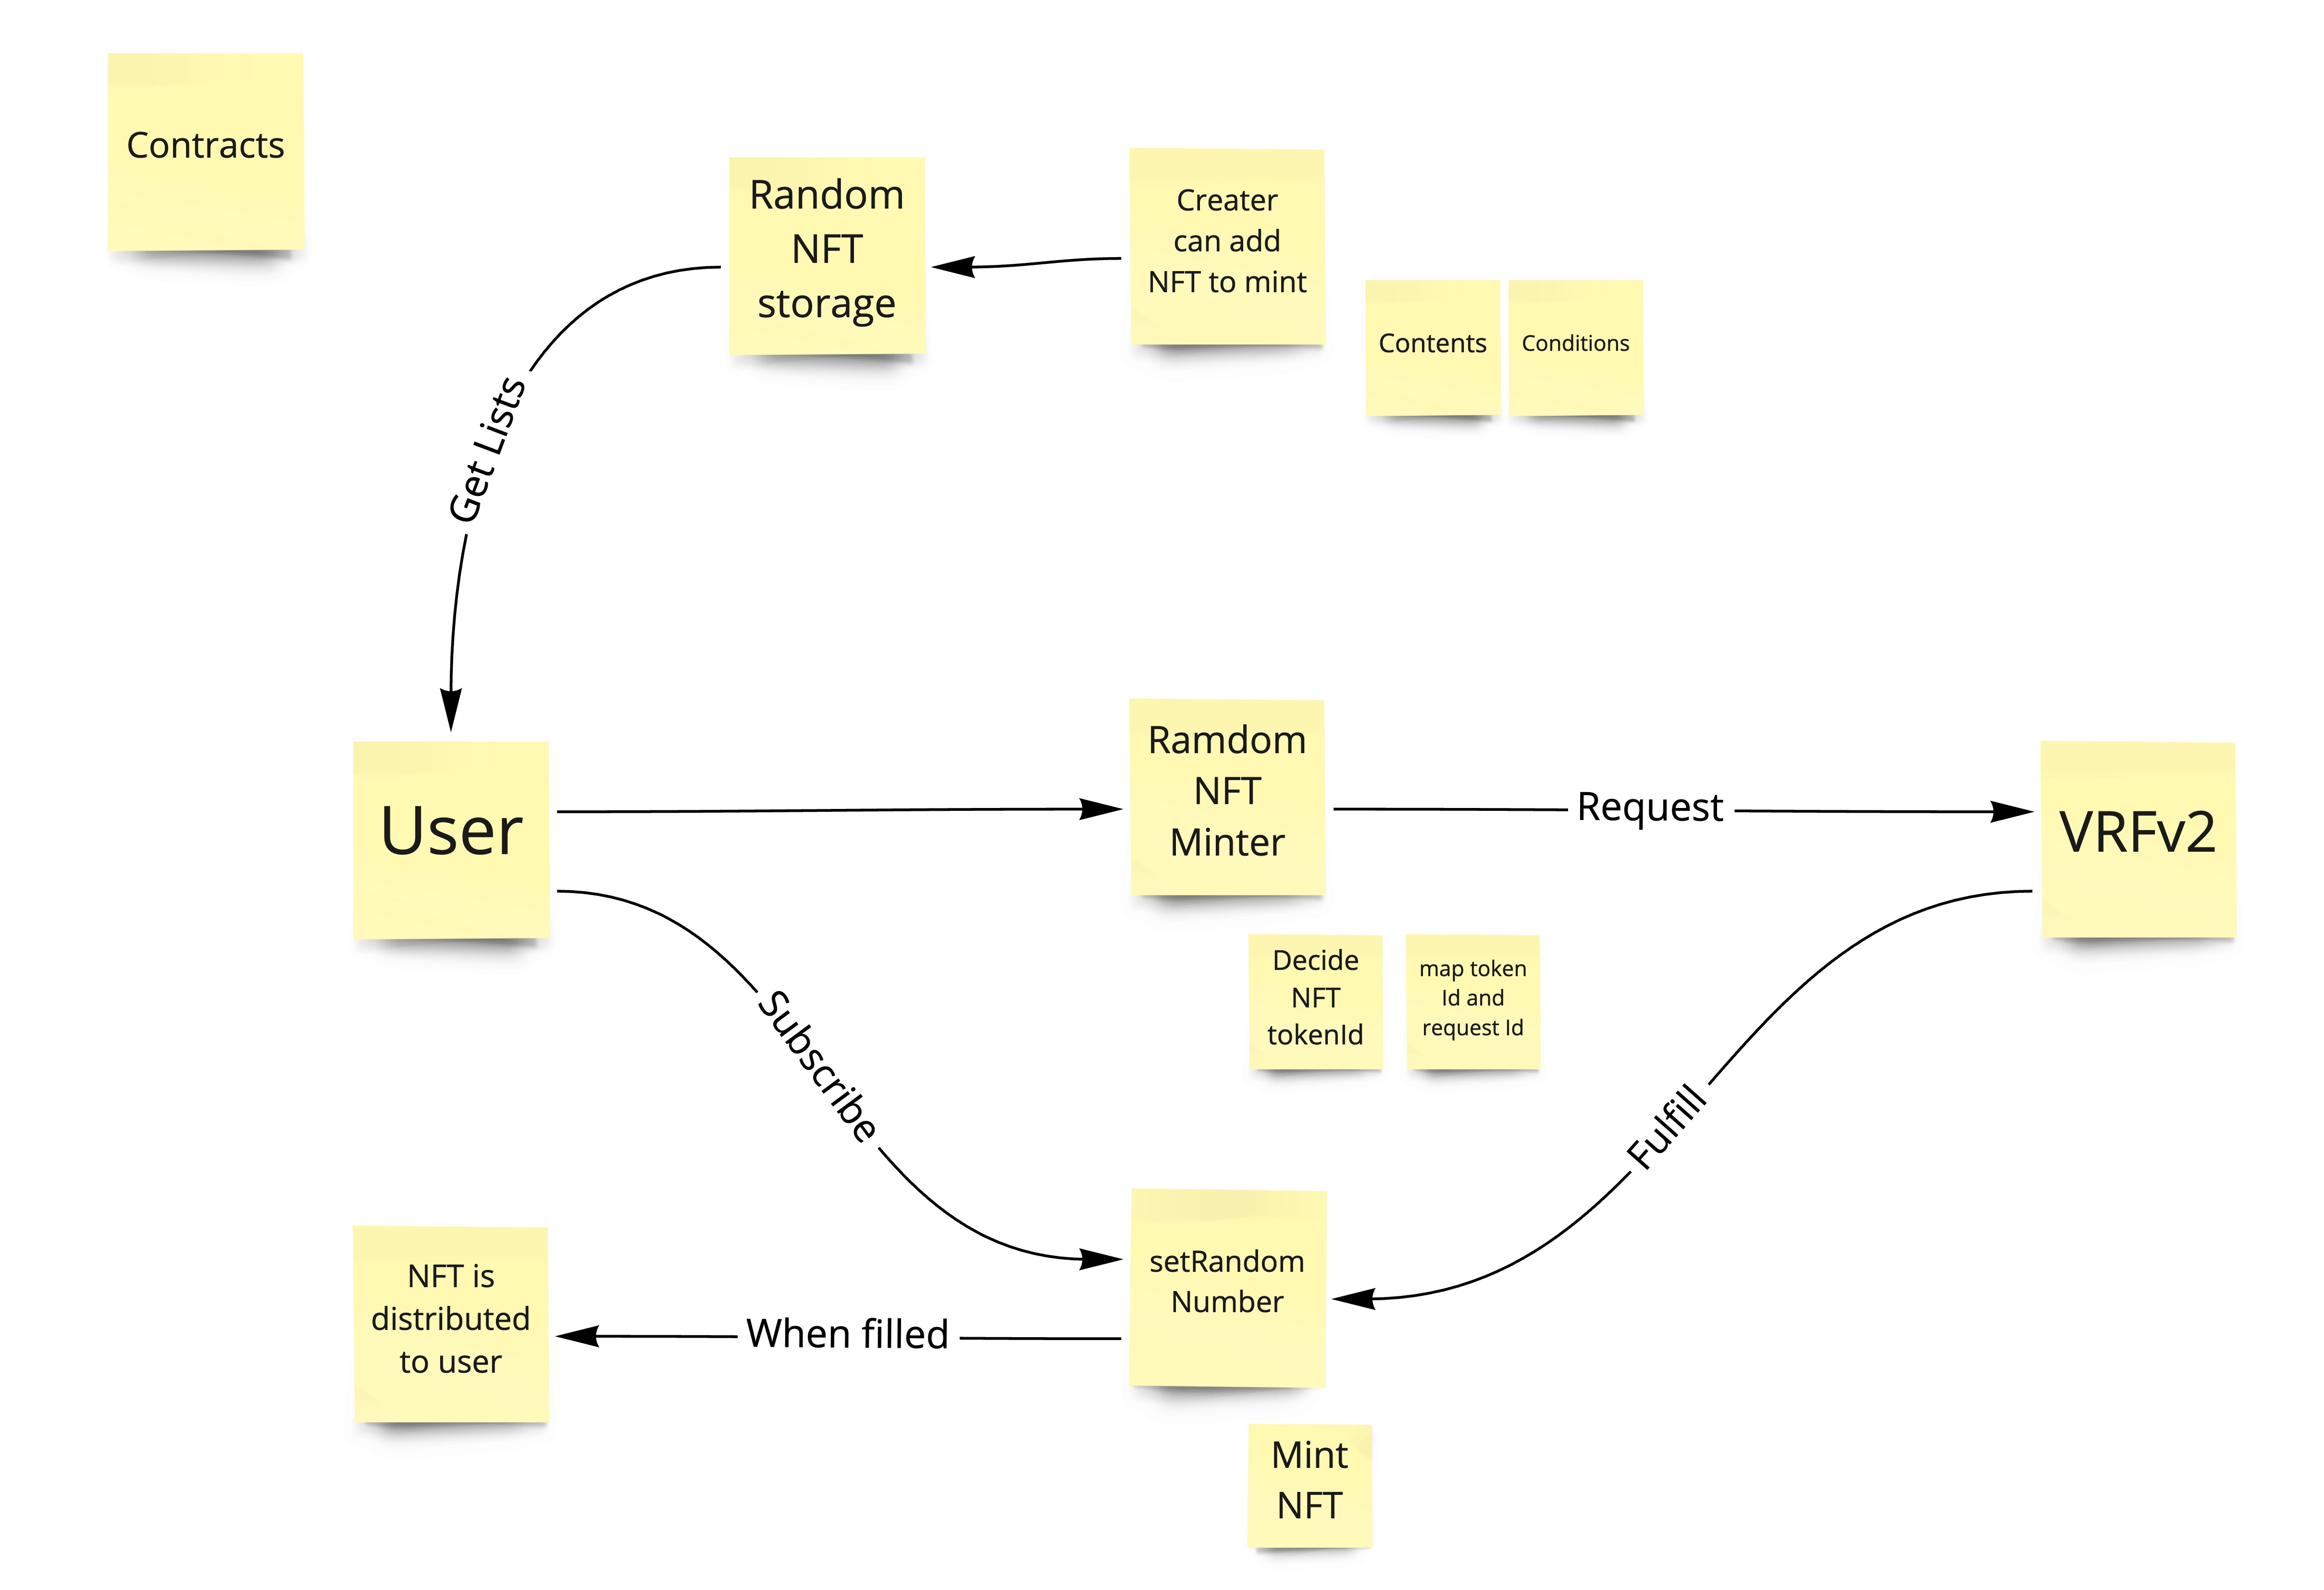 Contracts
Random
NFT
storage
Creater
can add
NFT to mint
Contents
Conditions
Get Lists
User
Ramdom
NFT
Minter
Request
VRFv2
Decide
NFT
tokenId
map token
Id and
request Id
Subscribe
Fulfill
setRandom
Number
NFT is
distributed
to user
When filled
Mint
NFT